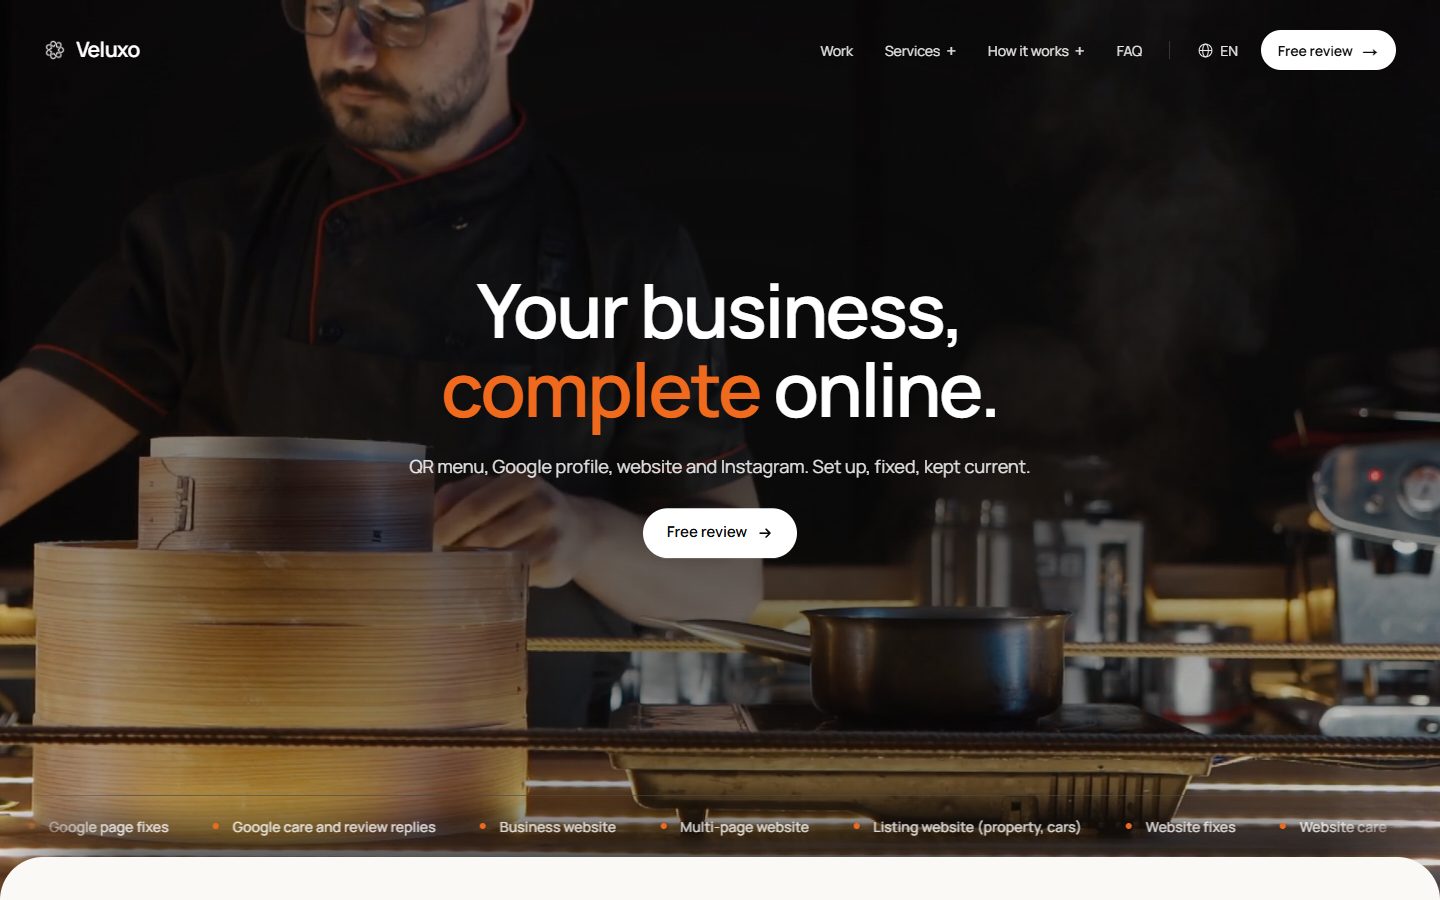 Veluxo
Work
Services +
How it works +
FAQ
EN
Free review →
Your business,
complete online.
QR menu, Google profile, website and Instagram. Set up, fixed, kept current.
Free review →
Google page fixes • Google care and review replies • Business website • Multi-page website • Listing website (property, cars) • Website fixes • Website care